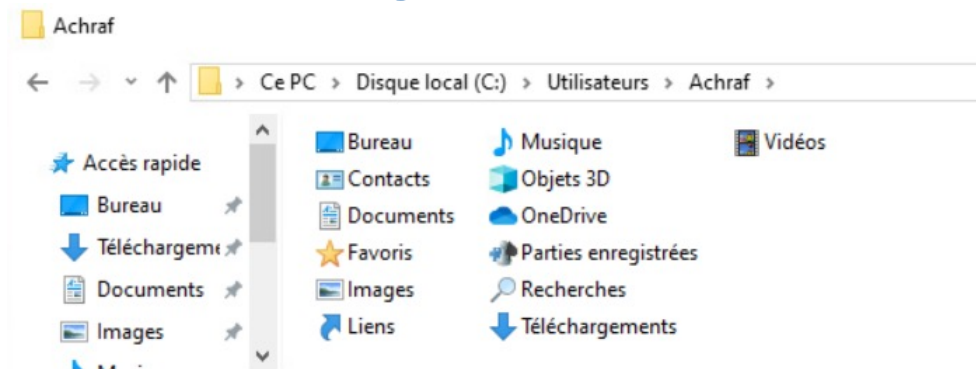 Achraf
Ce PC > Disque local (C:) > Utilisateurs > Achraf >
Accès rapide
Bureau
Téléchargeme
Documents
Images
Bureau
Contacts
Documents
Favoris
Images
Liens
Musique
Objets 3D
OneDrive
Parties enregistrées
Recherches
Téléchargements
Vidéos